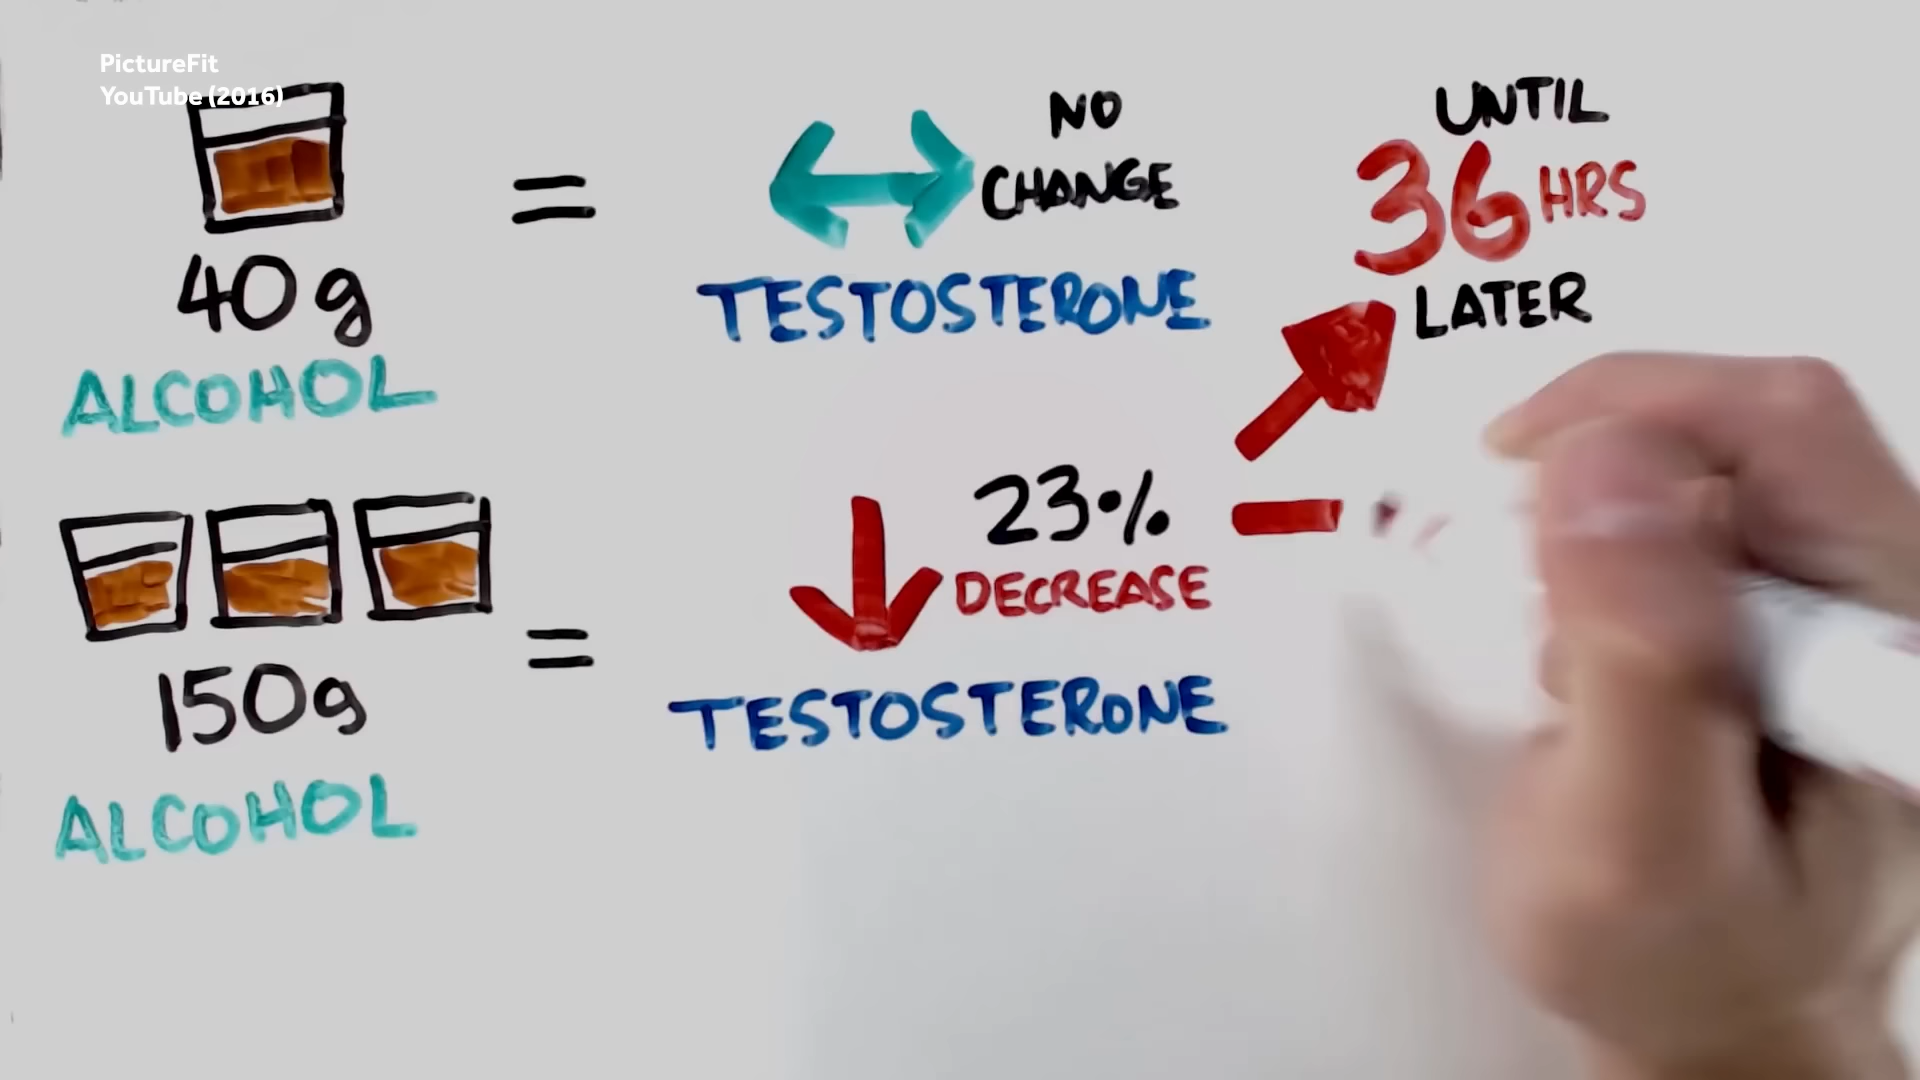 PictureFit
YouTube (2016)
40g
ALCOHOL
=
NO
CHANGE
TESTOSTERONE
UNTIL
36 HRS
LATER
150g
ALCOHOL
=
23%
DECREASE
TESTOSTERONE